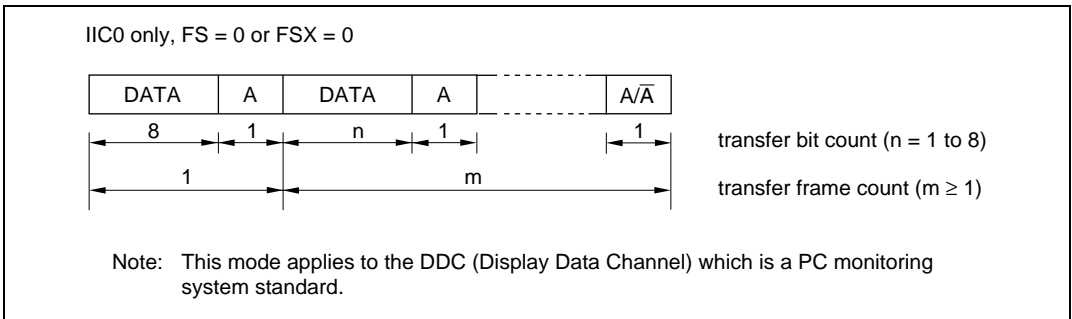 IIC0 only, FS = 0 or FSX = 0
DATA A DATA A A/A̅
8 1 n 1 1 transfer bit count (n = 1 to 8)
1 m transfer frame count (m ≥ 1)
Note: This mode applies to the DDC (Display Data Channel) which is a PC monitoring
system standard.